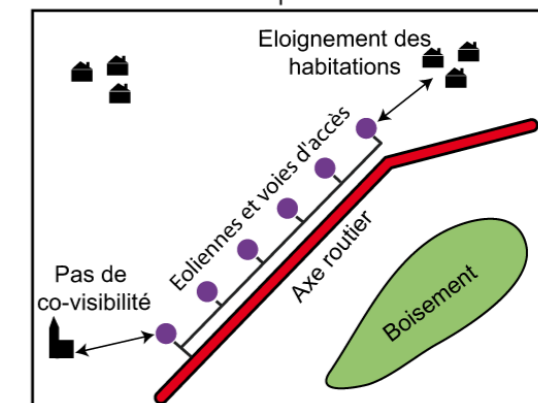 Eloignement des
habitations
Eoliennes et voies d'accès
Axe routier
Pas de
co-visibilité
Boisement